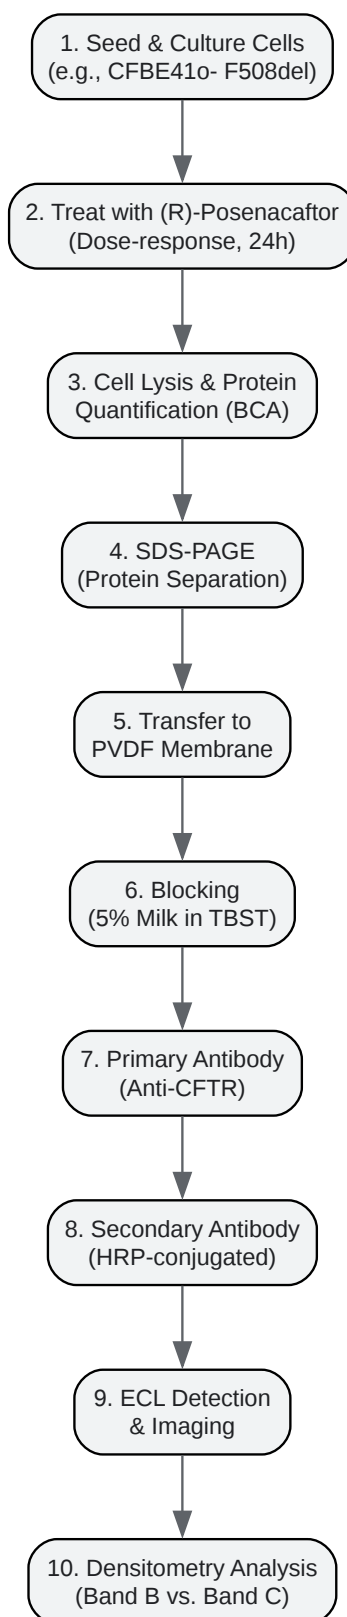 1. Seed & Culture Cells
(e.g., CFBE41o- F508del)
2. Treat with (R)-Posenacaftor
(Dose-response, 24h)
3. Cell Lysis & Protein
Quantification (BCA)
4. SDS-PAGE
(Protein Separation)
5. Transfer to
PVDF Membrane
6. Blocking
(5% Milk in TBST)
7. Primary Antibody
(Anti-CFTR)
8. Secondary Antibody
(HRP-conjugated)
9. ECL Detection
& Imaging
10. Densitometry Analysis
(Band B vs. Band C)